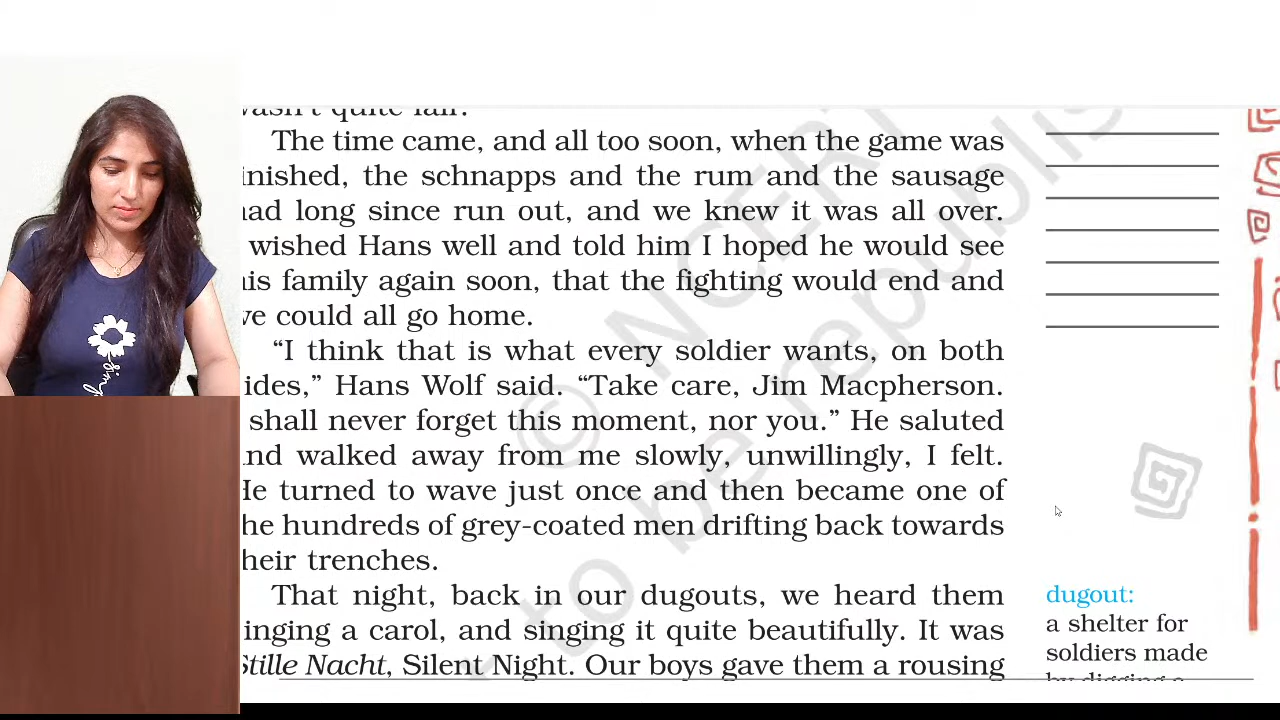 The time came, and all too soon, when the game was
inished, the schnapps and the rum and the sausage
ad long since run out, and we knew it was all over.
wished Hans well and told him I hoped he would see
is family again soon, that the fighting would end and
e could all go home.
“I think that is what every soldier wants, on both
ides,” Hans Wolf said. “Take care, Jim Macpherson.
shall never forget this moment, nor you.” He saluted
nd walked away from me slowly, unwillingly, I felt.
He turned to wave just once and then became one of
he hundreds of grey-coated men drifting back towards
heir trenches.
That night, back in our dugouts, we heard them
inging a carol, and singing it quite beautifully. It was
Stille Nacht, Silent Night. Our boys gave them a rousing
dugout:
a shelter for
soldiers made
© NCERT
to be republis